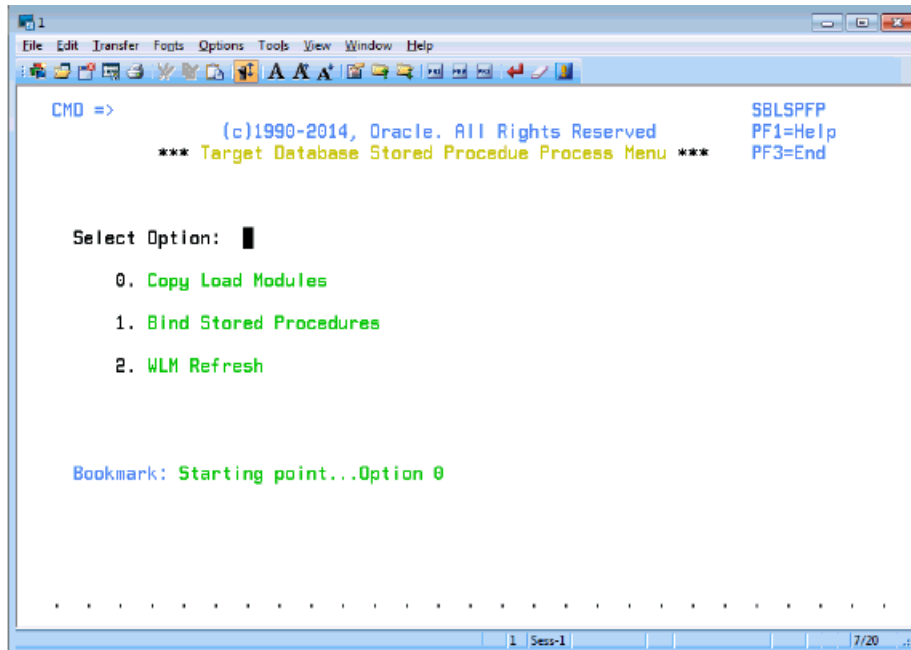 1
File Edit Transfer Fonts Options Tools View Window Help
CMD => SBLSPFP
(c)1990-2014, Oracle. All Rights Reserved PF1=Help
*** Target Database Stored Procedue Process Menu *** PF3=End
Select Option:
0. Copy Load Modules
1. Bind Stored Procedures
2. WLM Refresh
Bookmark: Starting point...Option 0
1 Sess-1 7/20